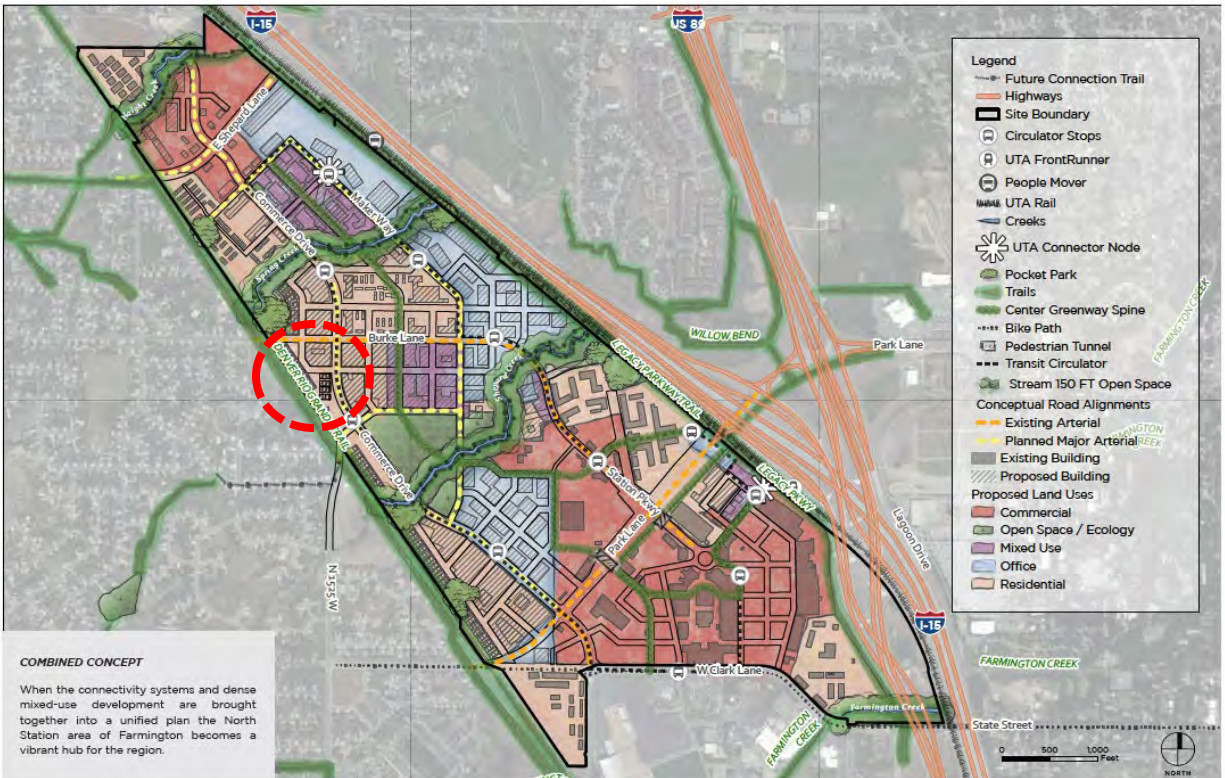 I-15
US 89
Haight Creek
E Shepard Lane
Commerce Drive
Maker Way
Spring Creek
Burke Lane
DENVER RIO GRANDE TRAIL
Commerce Drive
N 1525 W
WILLOW BEND
LEGACY PARKWAY TRAIL
Park Lane
FARMINGTON CREEK
FARMINGTON
CREEK
Station Pkwy
Park Lane
LEGACY PKWY
Lagoon Drive
I-15
W Clark Lane
FARMINGTON CREEK
Farmington Creek
FARMINGTON
CREEK
State Street
Legend
Future Connection Trail
Highways
Site Boundary
Circulator Stops
UTA FrontRunner
People Mover
UTA Rail
Creeks
UTA Connector Node
Pocket Park
Trails
Center Greenway Spine
Bike Path
Pedestrian Tunnel
Transit Circulator
Stream 150 FT Open Space
Conceptual Road Alignments
Existing Arterial
Planned Major Arterial
Existing Building
Proposed Building
Proposed Land Uses
Commercial
Open Space / Ecology
Mixed Use
Office
Residential
COMBINED CONCEPT
When the connectivity systems and dense
mixed-use development are brought
together into a unified plan the North
Station area of Farmington becomes a
vibrant hub for the region.
0 500 1,000
Feet
NORTH